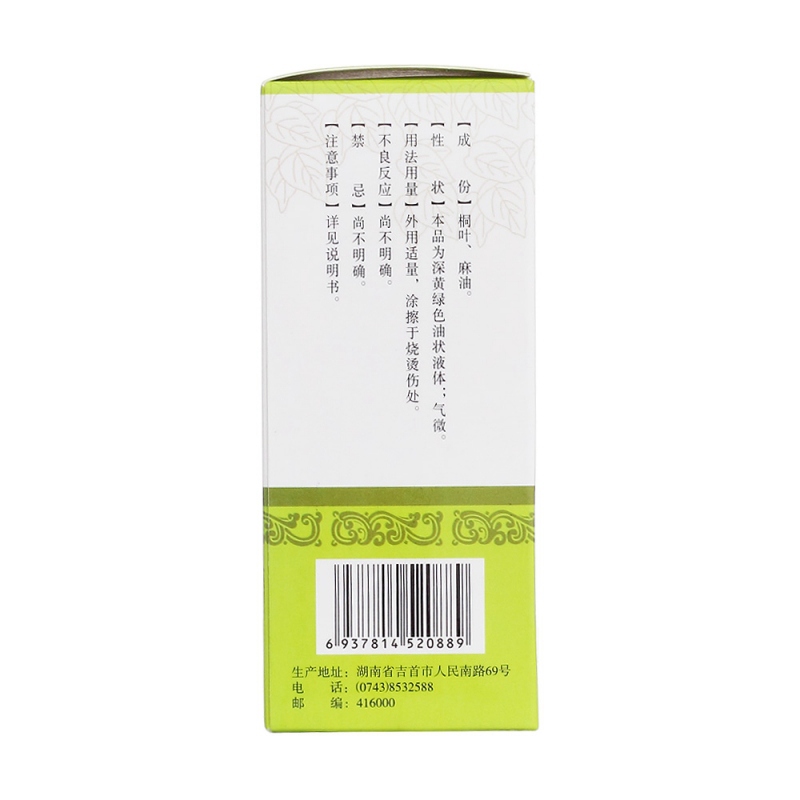 【成　　份】桐叶、麻油。
【性　　状】本品为深黄绿色油状液体；气微。
【用法用量】外用适量，涂擦于烧烫伤处。
【不良反应】尚不明确。
【禁　　忌】尚不明确。
【注意事项】详见说明书。
6937814520889
生产地址：湖南省吉首市人民南路69号
电　　话：(0743)8532588
邮　　编：416000